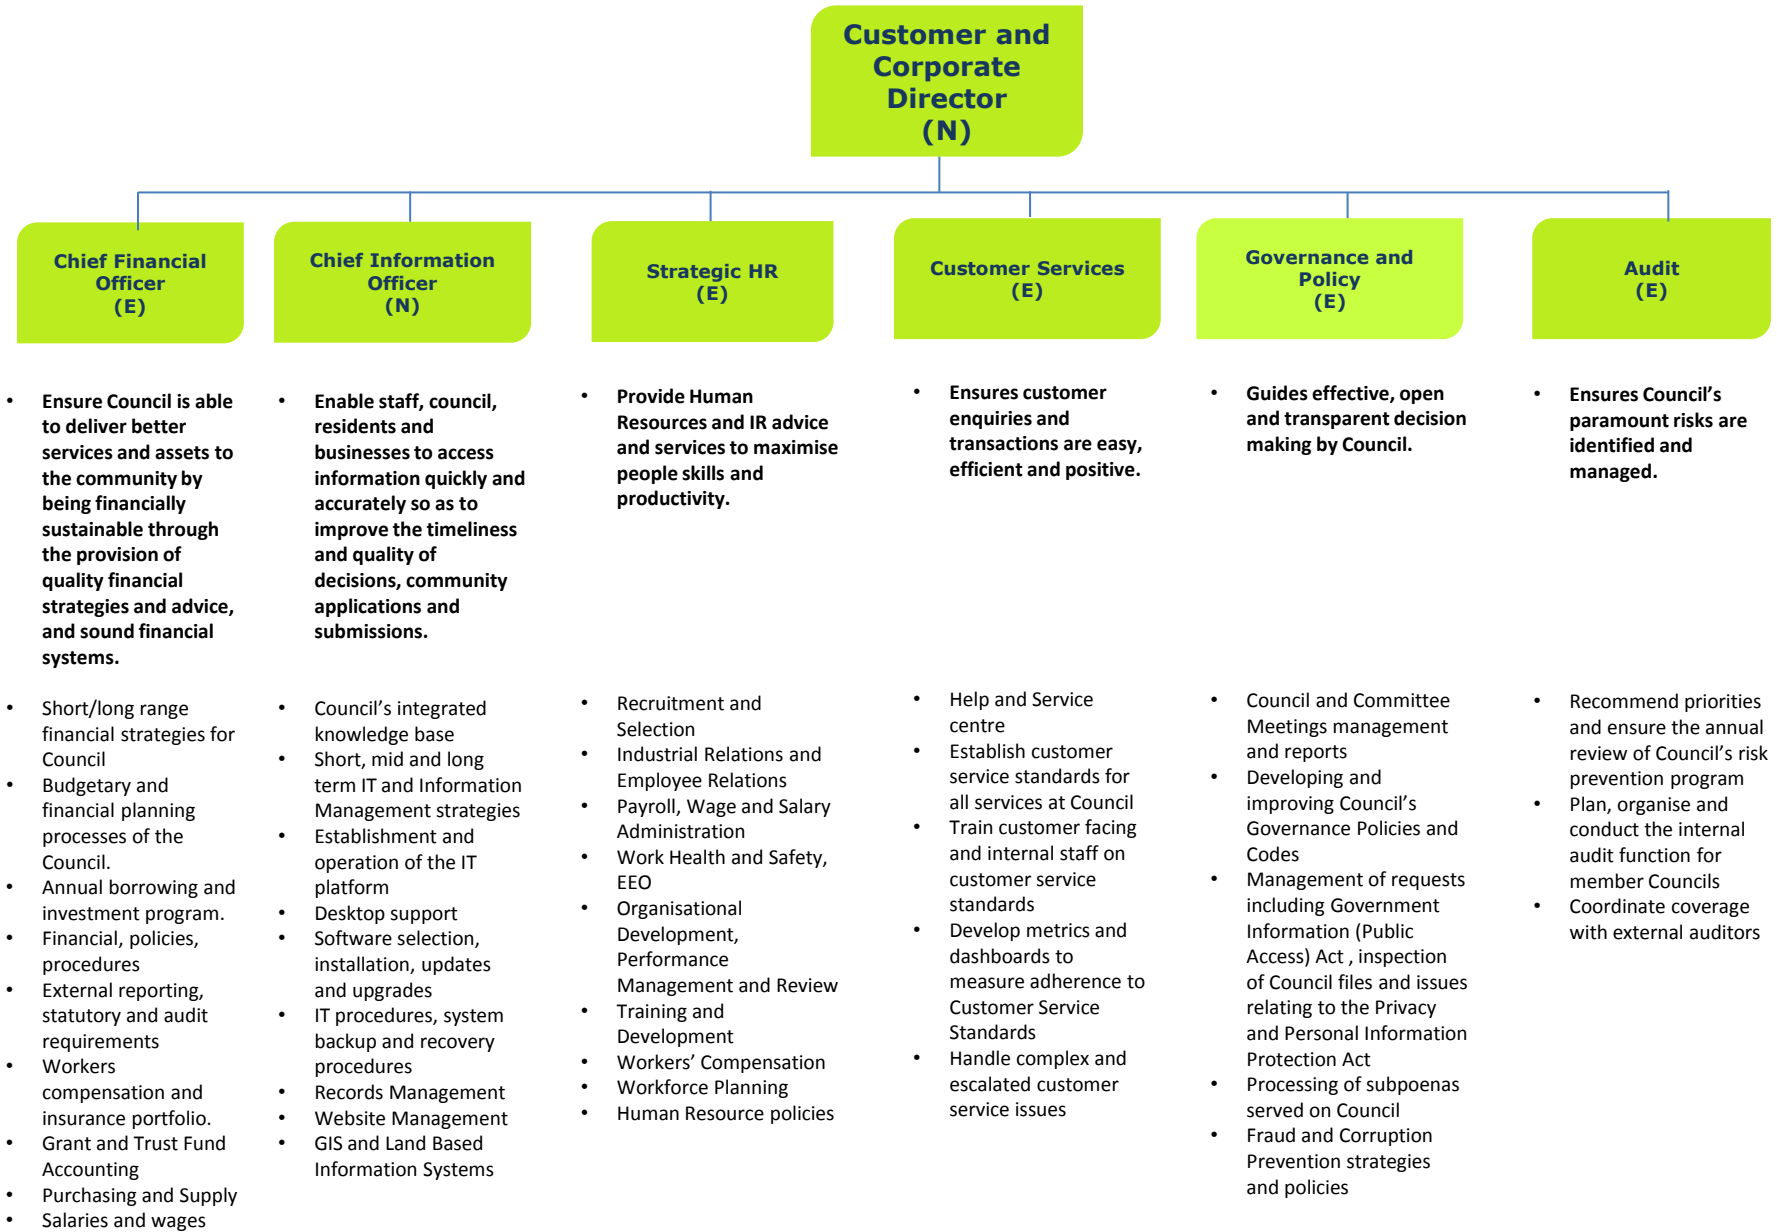 Customer and
Corporate
Director
(N)
Chief Financial
Officer
(E)
Chief Information
Officer
(N)
Strategic HR
(E)
Customer Services
(E)
Governance and
Policy
(E)
Audit
(E)
• Ensure Council is able
to deliver better
services and assets to
the community by
being financially
sustainable through
the provision of
quality financial
strategies and advice,
and sound financial
systems.
• Short/long range
financial strategies for
Council
• Budgetary and
financial planning
processes of the
Council.
• Annual borrowing and
investment program.
• Financial, policies,
procedures
• External reporting,
statutory and audit
requirements
• Workers
compensation and
insurance portfolio.
• Grant and Trust Fund
Accounting
• Purchasing and Supply
• Salaries and wages
• Enable staff, council,
residents and
businesses to access
information quickly and
accurately so as to
improve the timeliness
and quality of
decisions, community
applications and
submissions.
• Council’s integrated
knowledge base
• Short, mid and long
term IT and Information
Management strategies
• Establishment and
operation of the IT
platform
• Desktop support
• Software selection,
installation, updates
and upgrades
• IT procedures, system
backup and recovery
procedures
• Records Management
• Website Management
• GIS and Land Based
Information Systems
• Provide Human
Resources and IR advice
and services to maximise
people skills and
productivity.
• Recruitment and
Selection
• Industrial Relations and
Employee Relations
• Payroll, Wage and Salary
Administration
• Work Health and Safety,
EEO
• Organisational
Development,
Performance
Management and Review
• Training and
Development
• Workers’ Compensation
• Workforce Planning
• Human Resource policies
• Ensures customer
enquiries and
transactions are easy,
efficient and positive.
• Help and Service
centre
• Establish customer
service standards for
all services at Council
• Train customer facing
and internal staff on
customer service
standards
• Develop metrics and
dashboards to
measure adherence to
Customer Service
Standards
• Handle complex and
escalated customer
service issues
• Guides effective, open
and transparent decision
making by Council.
• Council and Committee
Meetings management
and reports
• Developing and
improving Council’s
Governance Policies and
Codes
• Management of requests
including Government
Information (Public
Access) Act , inspection
of Council files and issues
relating to the Privacy
and Personal Information
Protection Act
• Processing of subpoenas
served on Council
• Fraud and Corruption
Prevention strategies
and policies
• Ensures Council’s
paramount risks are
identified and
managed.
• Recommend priorities
and ensure the annual
review of Council’s risk
prevention program
• Plan, organise and
conduct the internal
audit function for
member Councils
• Coordinate coverage
with external auditors